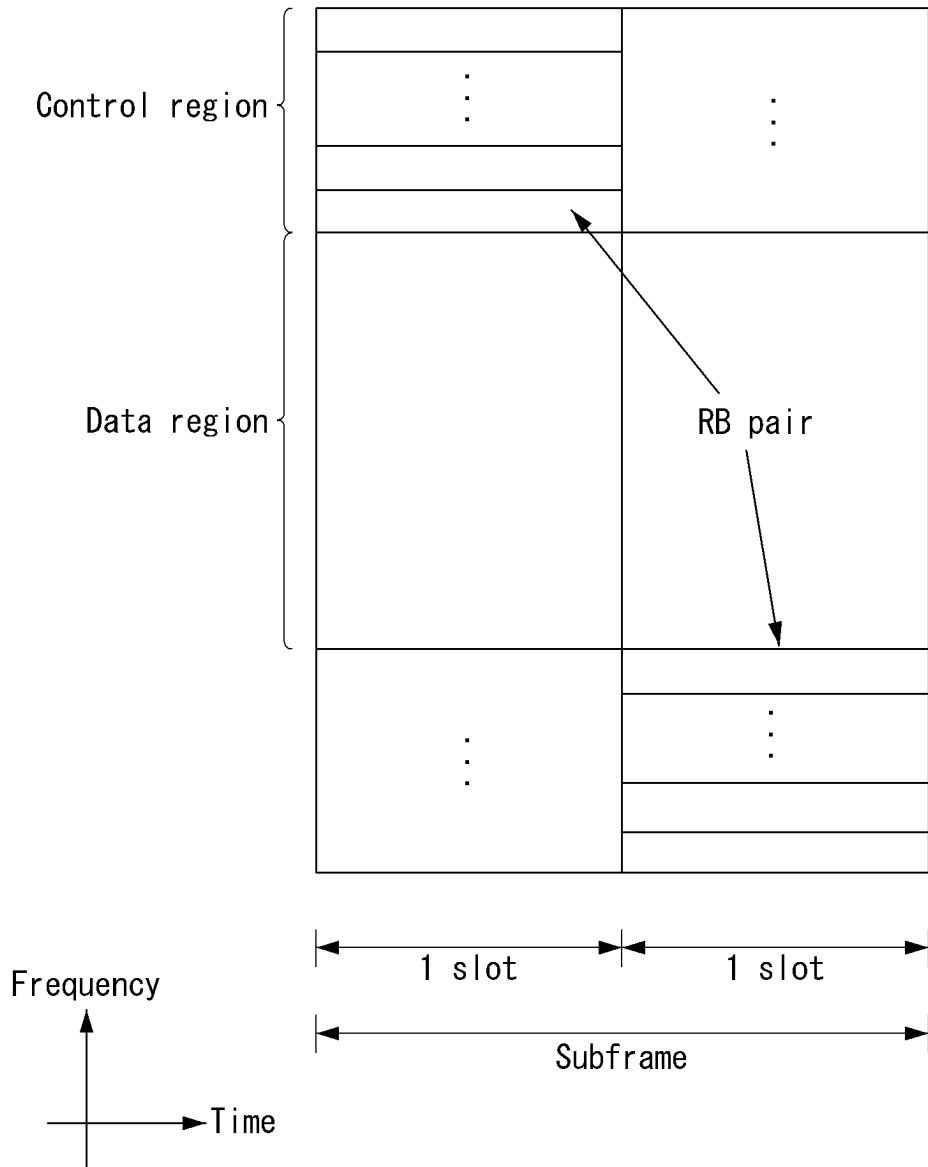 Control region
Data region
RB pair
1 slot
1 slot
Subframe
Frequency
Time